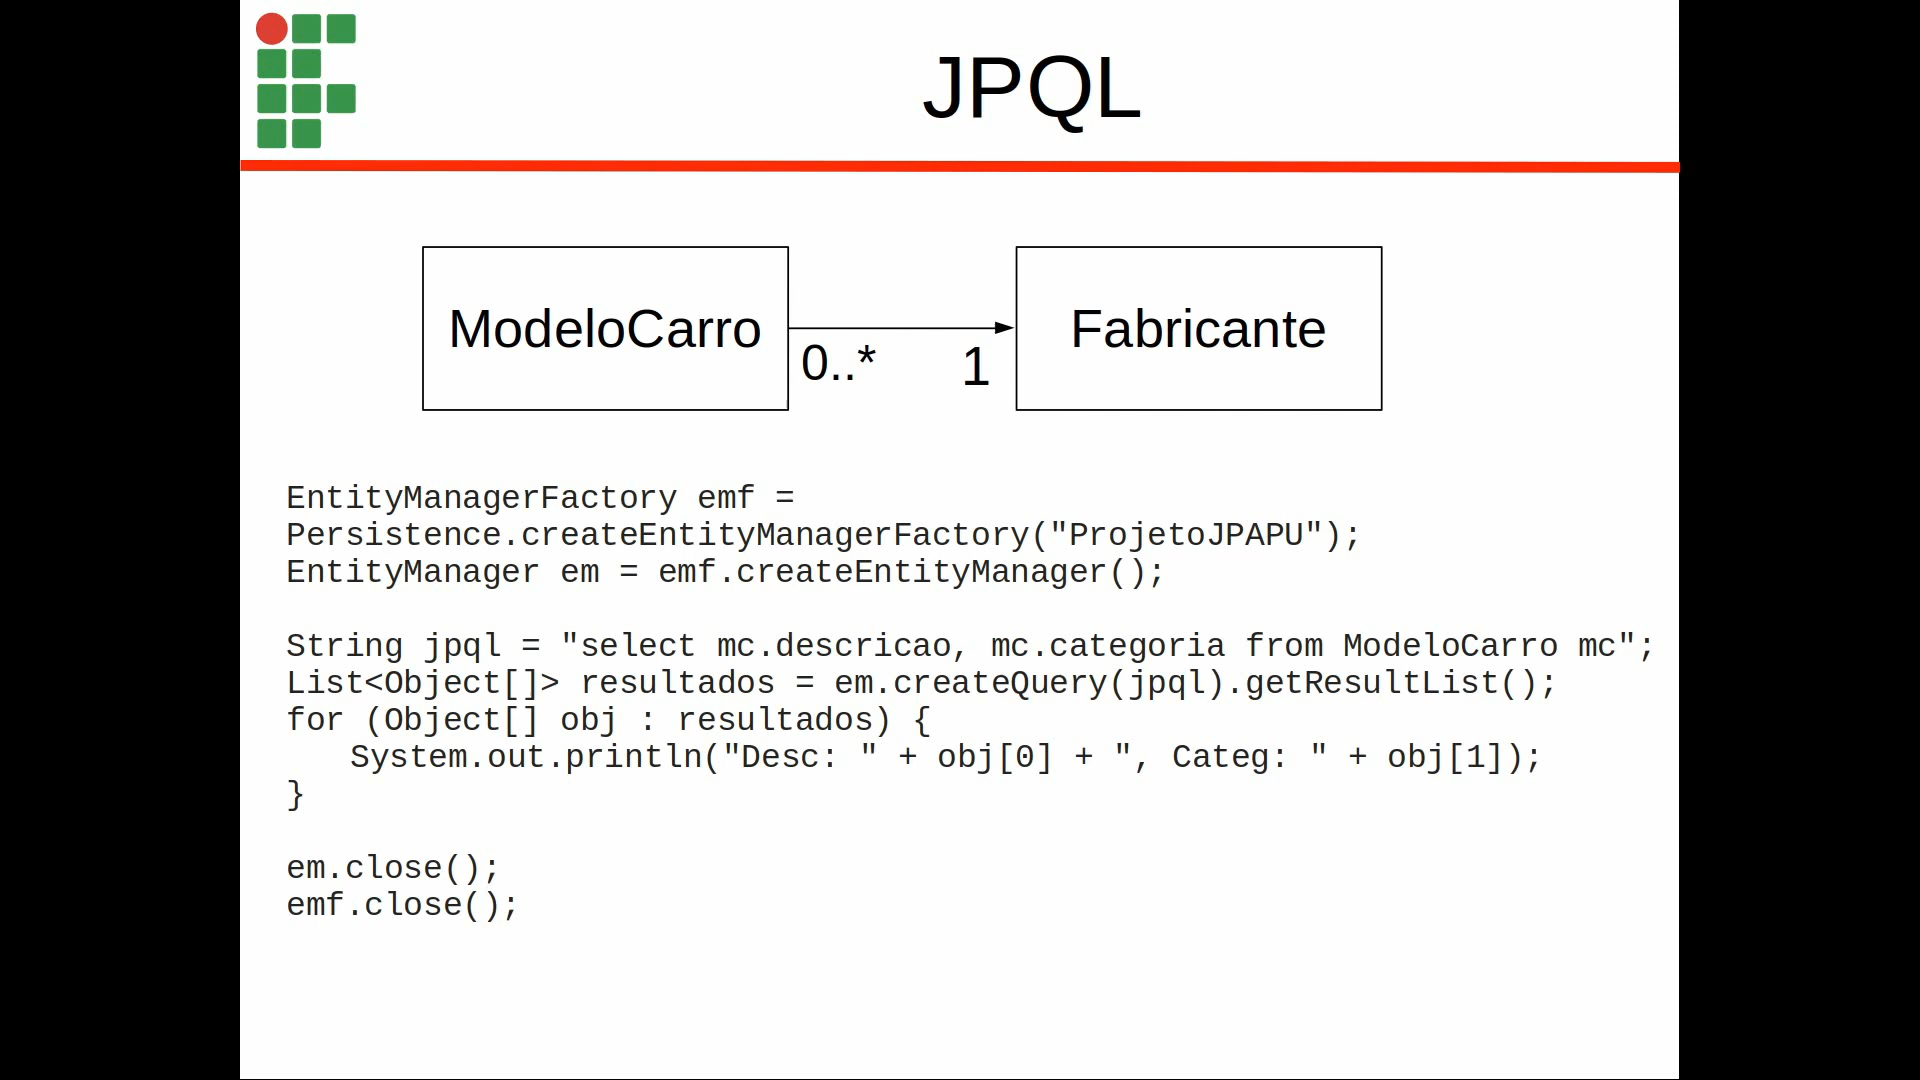 JPQL
ModeloCarro
Fabricante
0..*
1
EntityManagerFactory emf =
Persistence.createEntityManagerFactory("ProjetoJPAPU");
EntityManager em = emf.createEntityManager();
String jpql = "select mc.descricao, mc.categoria from ModeloCarro mc";
List<Object[]> resultados = em.createQuery(jpql).getResultList();
for (Object[] obj : resultados) {
System.out.println("Desc: " + obj[0] + ", Categ: " + obj[1]);
}
em.close();
emf.close();